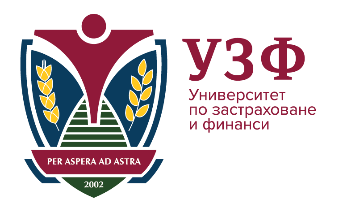 УЗФ
Университет
по застраховане
и финанси
PER ASPERA AD ASTRA
2002